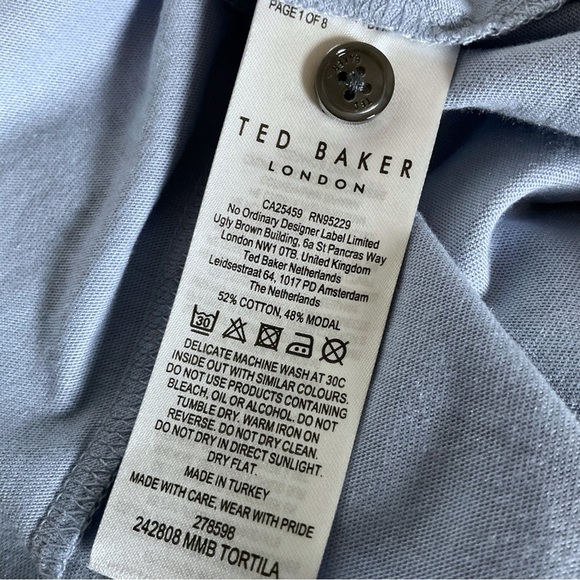 PAGE 1 OF 8
TED BAKER
LONDON
CA25459 RN95229
No Ordinary Designer Label Limited
Ugly Brown Building, 6a St Pancras Way
London NW1 0TB, United Kingdom
Ted Baker Netherlands
Leidsestraat 64, 1017 PD Amsterdam
The Netherlands
52% COTTON, 48% MODAL
30
DELICATE MACHINE WASH AT 30C
INSIDE OUT WITH SIMILAR COLOURS.
DO NOT USE PRODUCTS CONTAINING
BLEACH, OIL OR ALCOHOL. DO NOT
TUMBLE DRY. WARM IRON ON
REVERSE. DO NOT DRY CLEAN.
DO NOT DRY IN DIRECT SUNLIGHT.
DRY FLAT.
MADE IN TURKEY
MADE WITH CARE, WEAR WITH PRIDE
278598
242808 MMB TORTILA